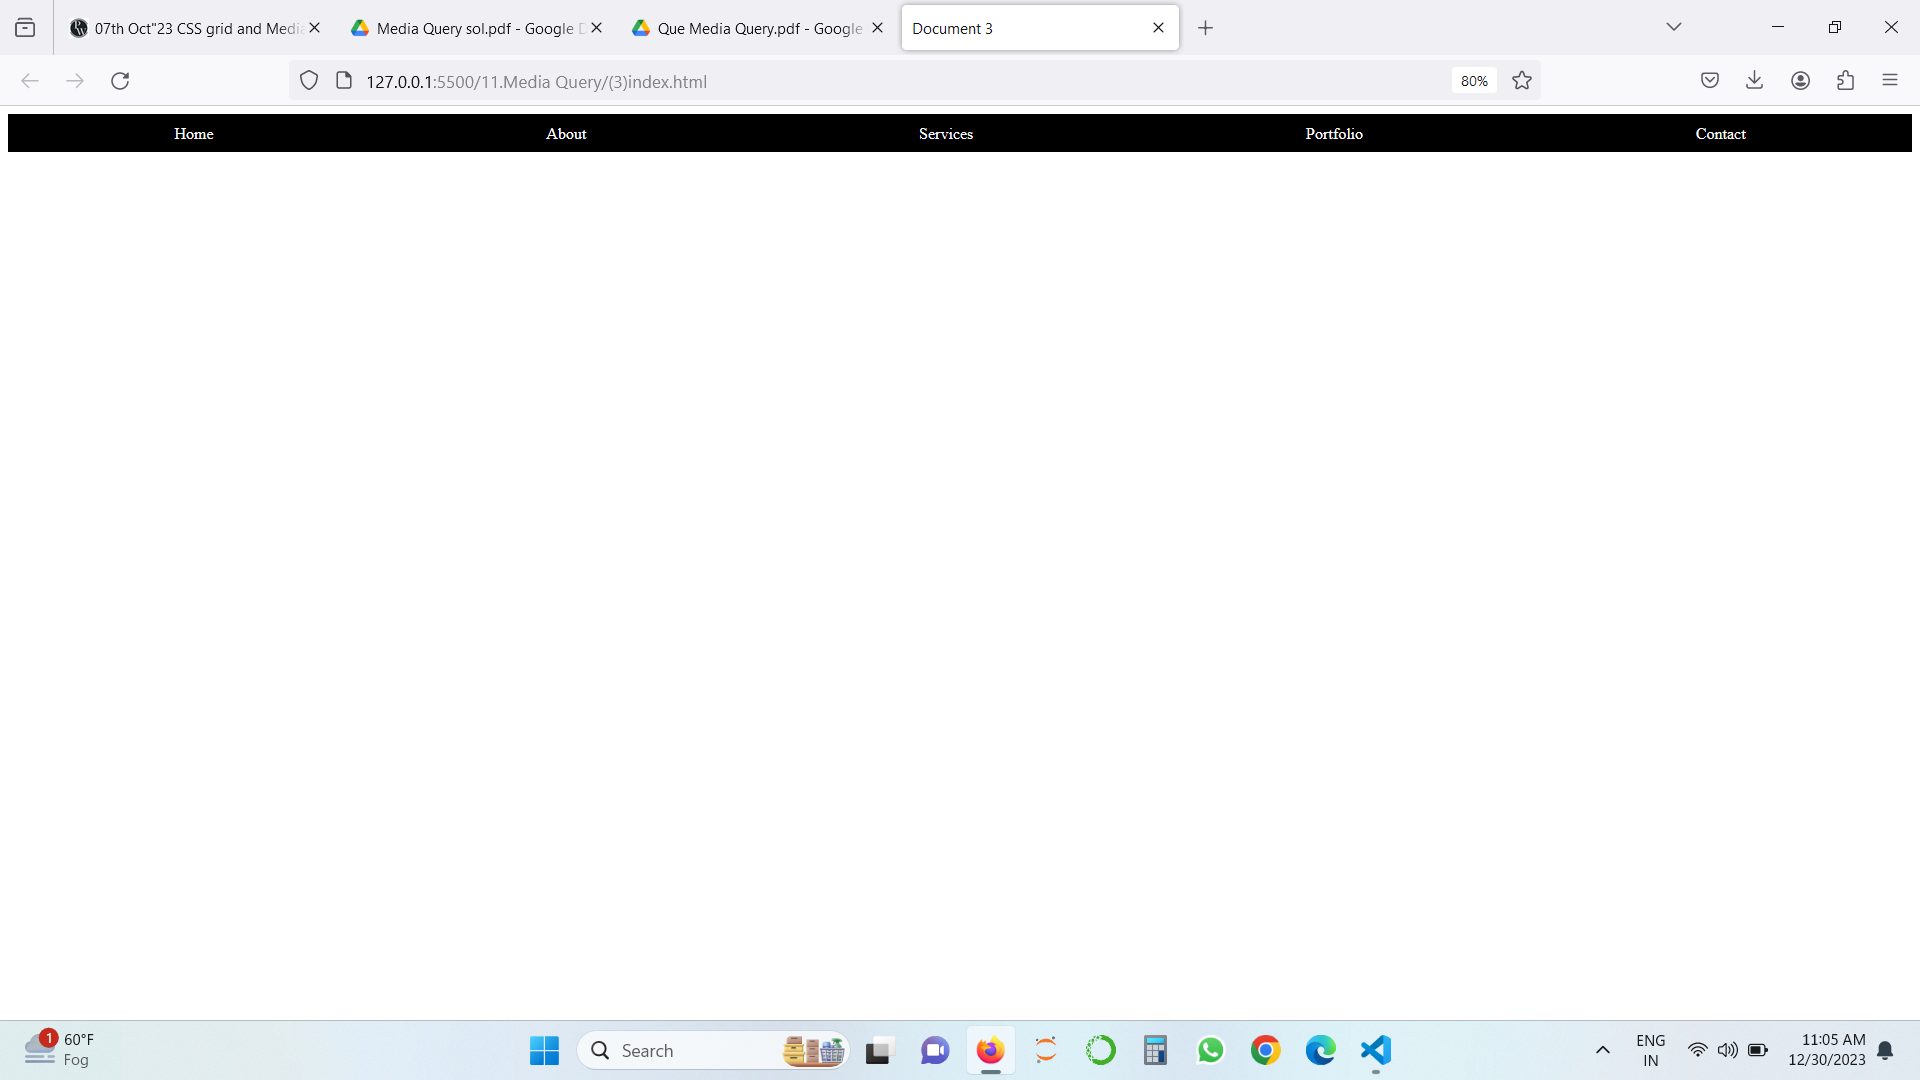 07th Oct"23 CSS grid and Media
Media Query sol.pdf - Google D
Que Media Query.pdf - Google
Document 3
127.0.0.1:5500/11.Media Query/(3)index.html
80%
Home About Services Portfolio Contact
1
60°F
Fog
Search
ENG
IN
11:05 AM
12/30/2023